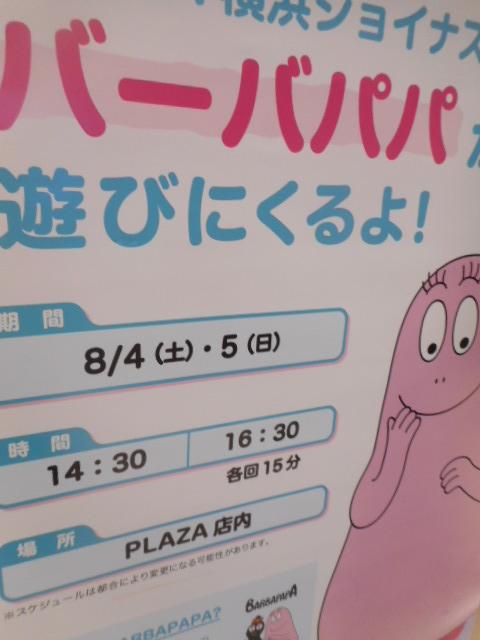 横浜ジョイナス
バーバパパ
遊びにくるよ!
期間
8/4（土）・5（日）
時間
14：30
16：30
各回15分
場所
PLAZA店内
※スケジュールは都合により変更になる可能性があります。
BARBAPAPA?
BARBAPAPA